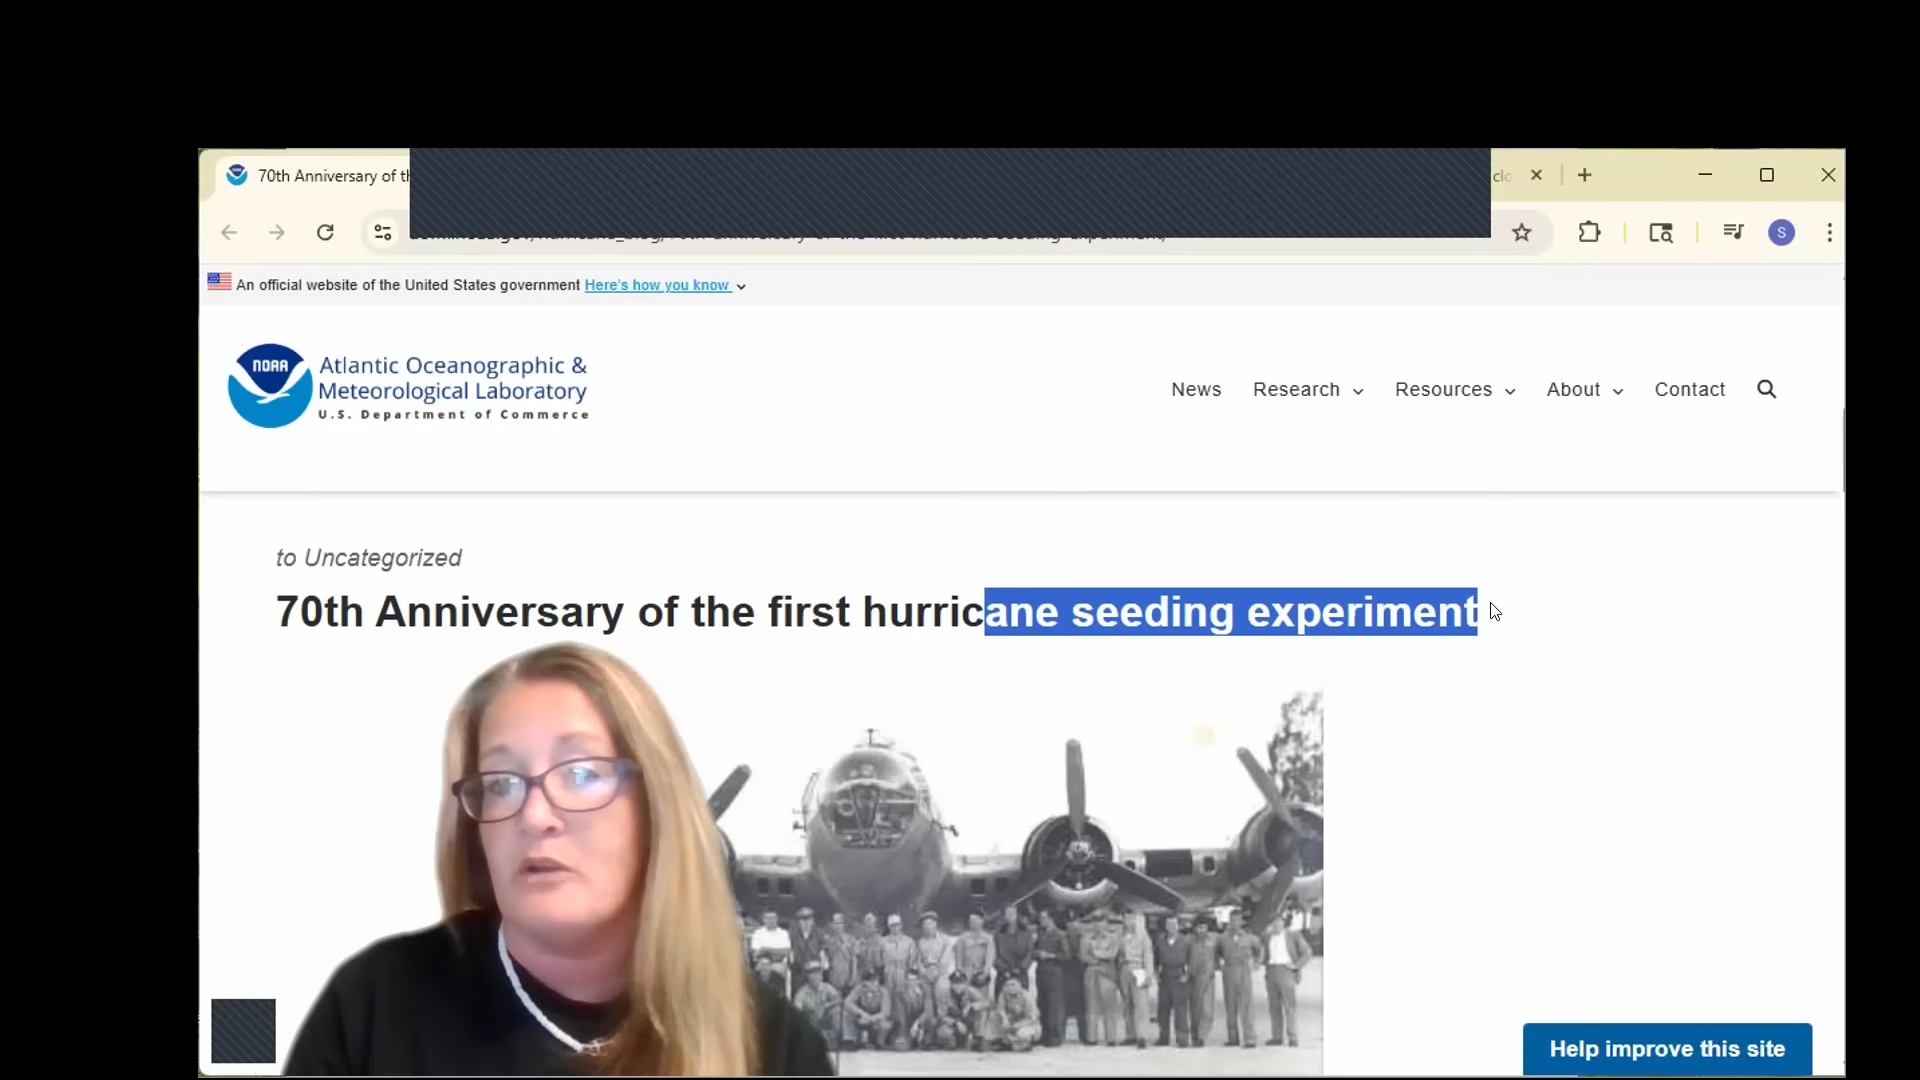 70th Anniversary of th
clo
An official website of the United States government Here's how you know
NOAA
Atlantic Oceanographic &
Meteorological Laboratory
U.S. Department of Commerce
News Research Resources About Contact
S
to Uncategorized
70th Anniversary of the first hurricane seeding experiment
Help improve this site